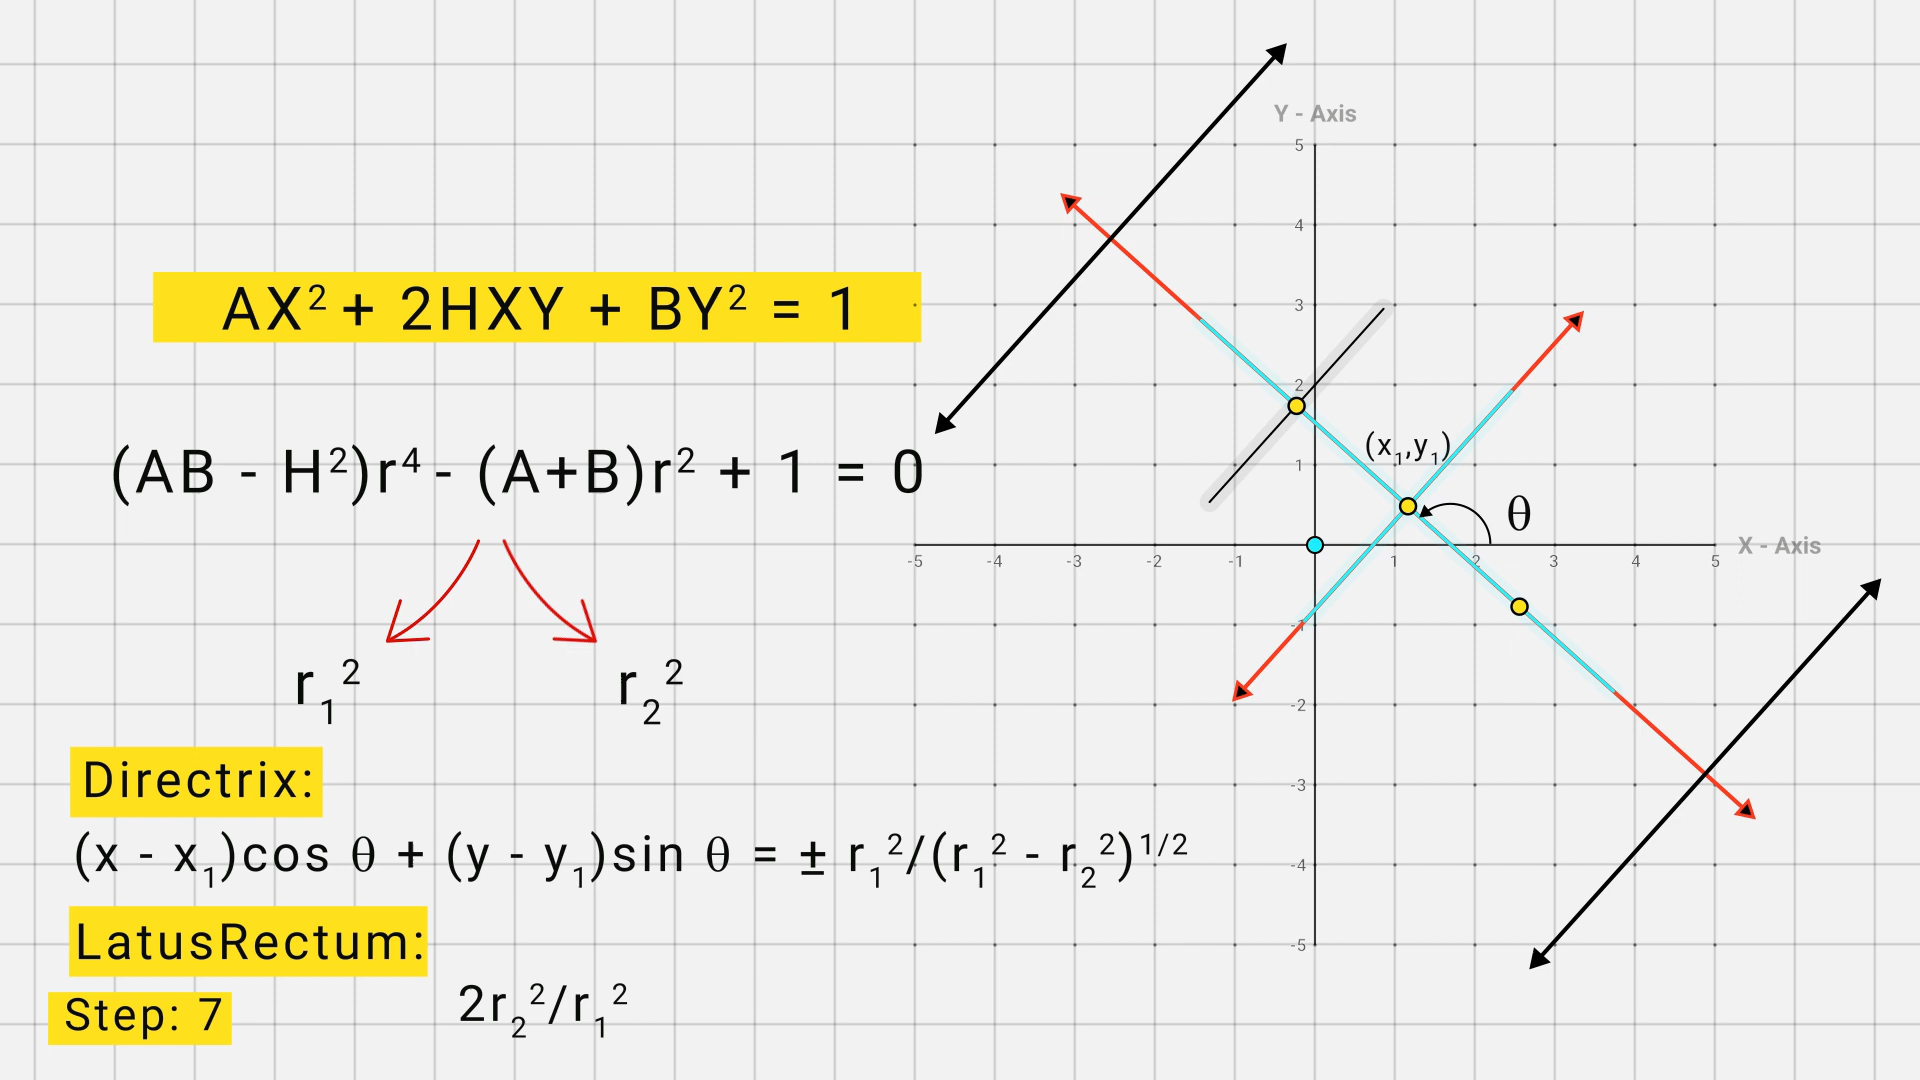 AX² + 2HXY + BY² = 1
(AB - H²)r⁴ - (A+B)r² + 1 = 0
r₁² r₂²
Directrix:
(x - x₁)cos θ + (y - y₁)sin θ = ± r₁²/(r₁² - r₂²)¹/²
LatusRectum:
2r₂²/r₁²
Step: 7
Y - Axis
5
4
3
2
1
(x₁,y₁)
θ
X - Axis
-5 -4 -3 -2 -1 1 2 3 4 5
-1
-2
-3
-4
-5